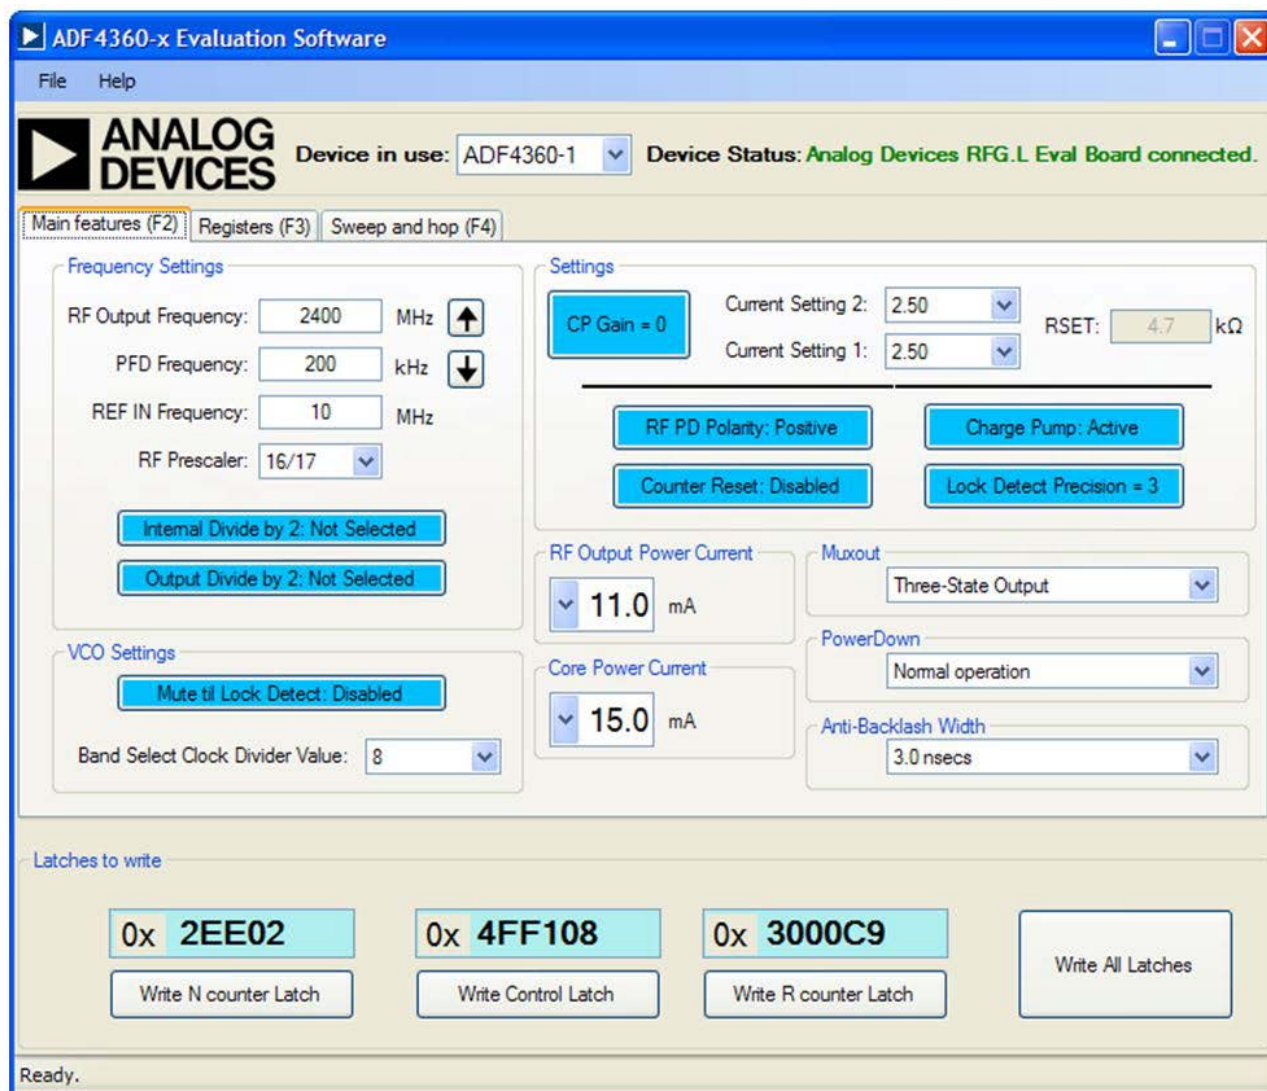 ADF4360-x Evaluation Software
File Help
ANALOG
DEVICES
Device in use: ADF4360-1 Device Status: Analog Devices RFG.L Eval Board connected.
Main features (F2) Registers (F3) Sweep and hop (F4)
Frequency Settings
RF Output Frequency: 2400 MHz
PFD Frequency: 200 kHz
REF IN Frequency: 10 MHz
RF Prescaler: 16/17
Internal Divide by 2: Not Selected
Output Divide by 2: Not Selected
VCO Settings
Mute til Lock Detect: Disabled
Band Select Clock Divider Value: 8
Settings
CP Gain = 0
Current Setting 2: 2.50
Current Setting 1: 2.50
RSET: 4.7 kΩ
RF PD Polarity: Positive
Charge Pump: Active
Counter Reset: Disabled
Lock Detect Precision = 3
RF Output Power Current
11.0 mA
Core Power Current
15.0 mA
Muxout
Three-State Output
PowerDown
Normal operation
Anti-Backlash Width
3.0 nsecs
Latches to write
0x 2EE02
0x 4FF108
0x 3000C9
Write N counter Latch
Write Control Latch
Write R counter Latch
Write All Latches
Ready.